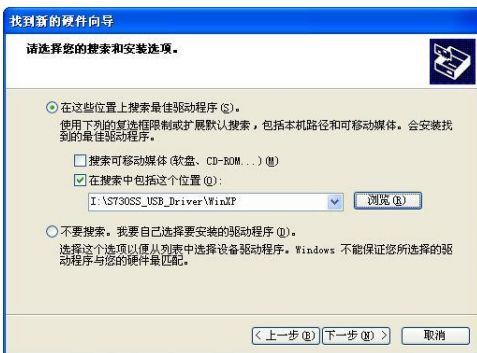 找到新的硬件向导
请选择您的搜索和安装选项。
在这些位置上搜索最佳驱动程序(S)。
使用下列的复选框限制或扩展默认搜索，包括本机路径和可移动媒体。会安装找
到的最佳驱动程序。
搜索可移动媒体(软盘、CD-ROM...)(M)
在搜索中包括这个位置(O):
I:\S730SS_USB_Driver\WinXP
浏览(R)
不要搜索。我要自己选择要安装的驱动程序(D)。
选择这个选项以便从列表中选择设备驱动程序。Windows 不能保证您所选择的驱
动程序与您的硬件最匹配。
< 上一步(B) 下一步(N) > 取消